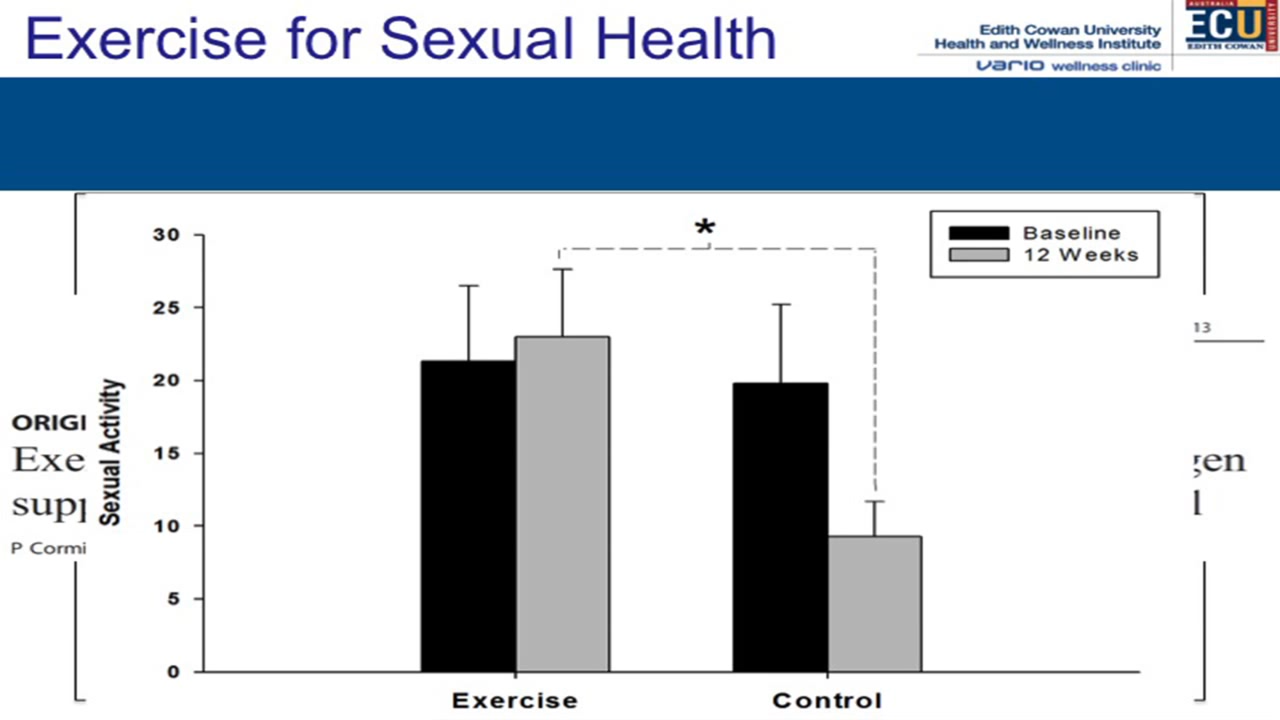 Exercise for Sexual Health
Edith Cowan University
Health and Wellness Institute
vario wellness clinic
AUSTRALIA
ECU
EDITH COWAN
UNIVERSITY
*
Baseline
12 Weeks
30
25
20
15
10
5
0
Sexual Activity
Exercise
Control
13
ORIGI
Exe
gen
supp
l
P Cormi